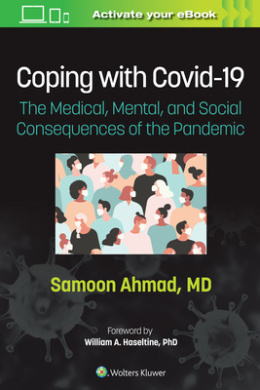 Activate your eBook
Coping with Covid-19
The Medical, Mental, and Social
Consequences of the Pandemic
Samoon Ahmad, MD
Foreword by
William A. Haseltine, PhD
Wolters Kluwer